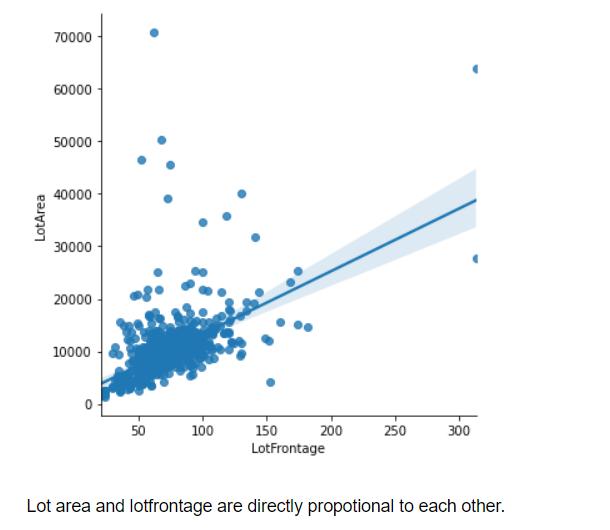 70000
60000
50000
40000
30000
20000
10000
0
LotArea
50 100 150 200 250 300
LotFrontage
Lot area and lotfrontage are directly propotional to each other.